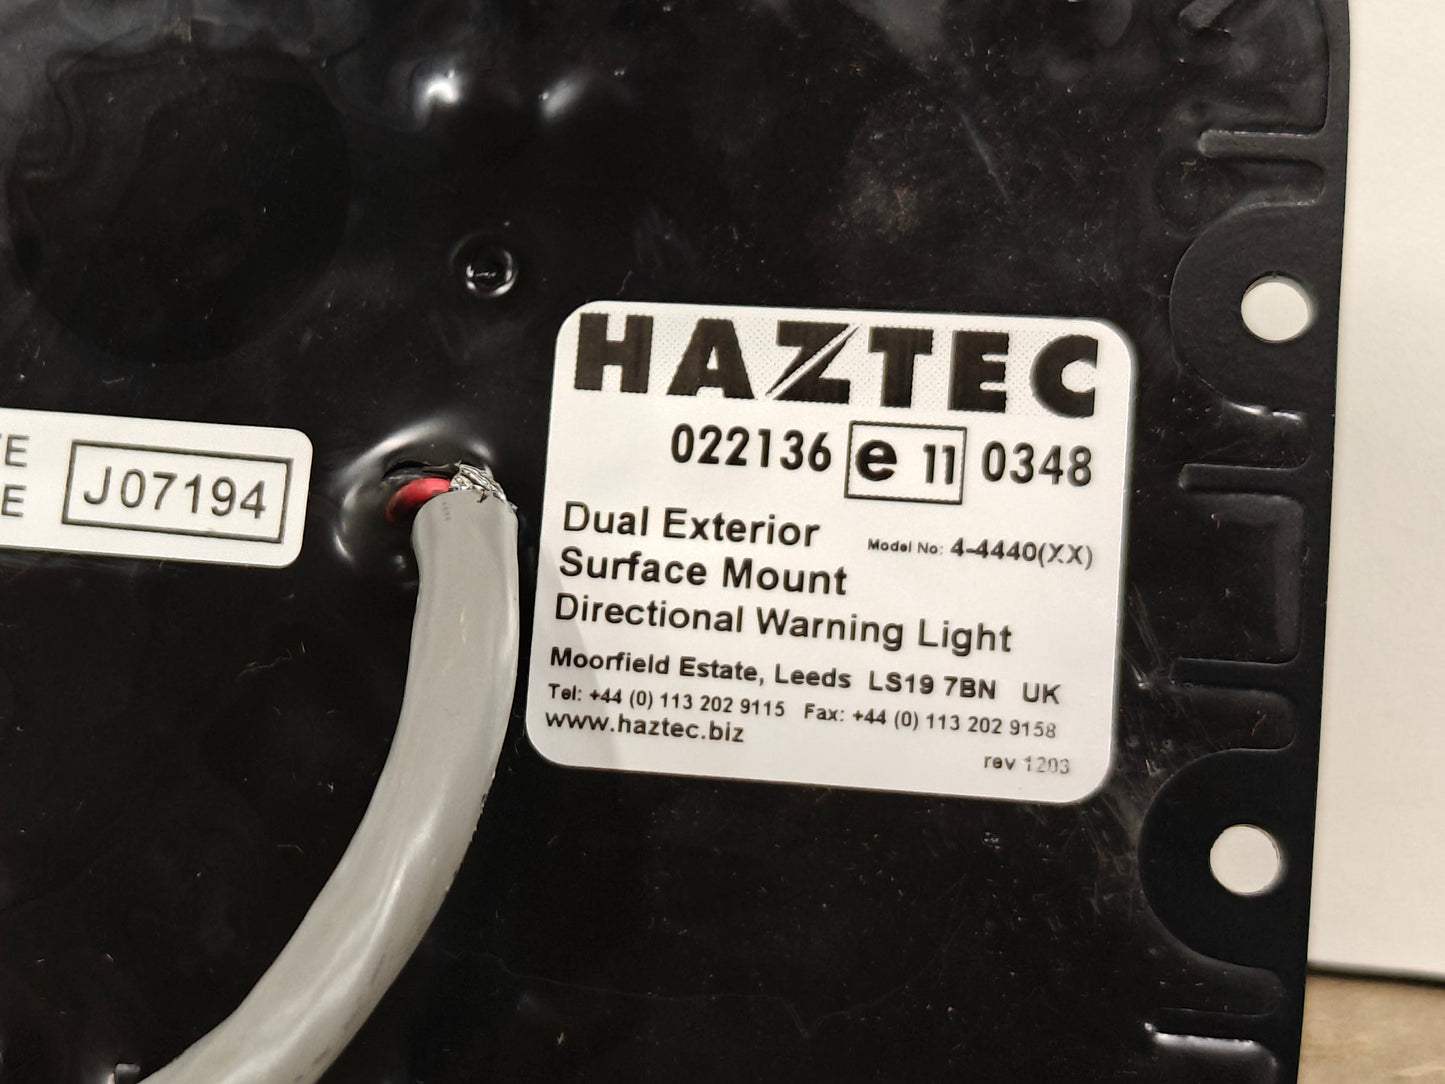 HAZTEC
022136 e 11 0348
Dual Exterior
Surface Mount
Directional Warning Light
Model No: 4-4440(XX)
Moorfield Estate, Leeds LS19 7BN UK
Tel: +44 (0) 113 202 9115 Fax: +44 (0) 113 202 9158
www.haztec.biz
rev 1203
J07194